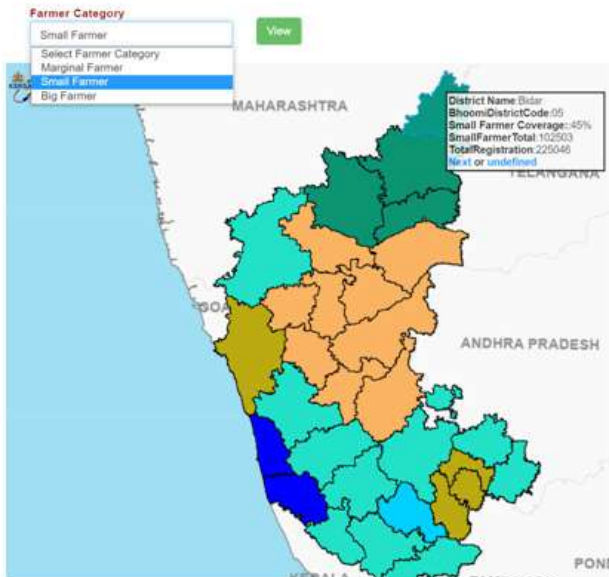 Farmer Category
Small Farmer
View
Select Farmer Category
Marginal Farmer
Small Farmer
Big Farmer
MAHARASHTRA
District Name:Bidar
BhoomiDistrictCode:05
Small Farmer Coverage::45%
SmallFarmerTotal:102503
TotalRegistration:225046
Next or undefined
TELANGANA
GOA
ANDHRA PRADESH
KERALA